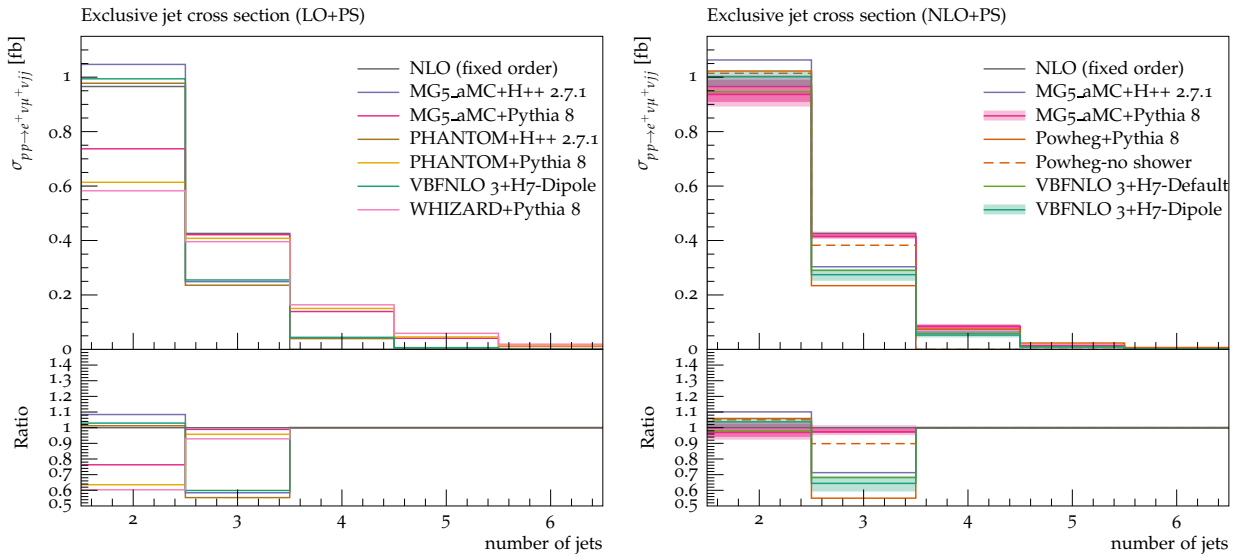 Exclusive jet cross section (LO+PS)
σpp→e⁺νμ⁺νjj [fb]
NLO (fixed order)
MG5_aMC+H++ 2.7.1
MG5_aMC+Pythia 8
PHANTOM+H++ 2.7.1
PHANTOM+Pythia 8
VBFNLO 3+H7-Dipole
WHIZARD+Pythia 8
1
0.8
0.6
0.4
0.2
0
Ratio
1.4
1.3
1.2
1.1
1
0.9
0.8
0.7
0.6
0.5
2 3 4 5 6
number of jets
Exclusive jet cross section (NLO+PS)
σpp→e⁺νμ⁺νjj [fb]
NLO (fixed order)
MG5_aMC+H++ 2.7.1
MG5_aMC+Pythia 8
Powheg+Pythia 8
Powheg-no shower
VBFNLO 3+H7-Default
VBFNLO 3+H7-Dipole
1
0.8
0.6
0.4
0.2
0
Ratio
1.4
1.3
1.2
1.1
1
0.9
0.8
0.7
0.6
0.5
2 3 4 5 6
number of jets